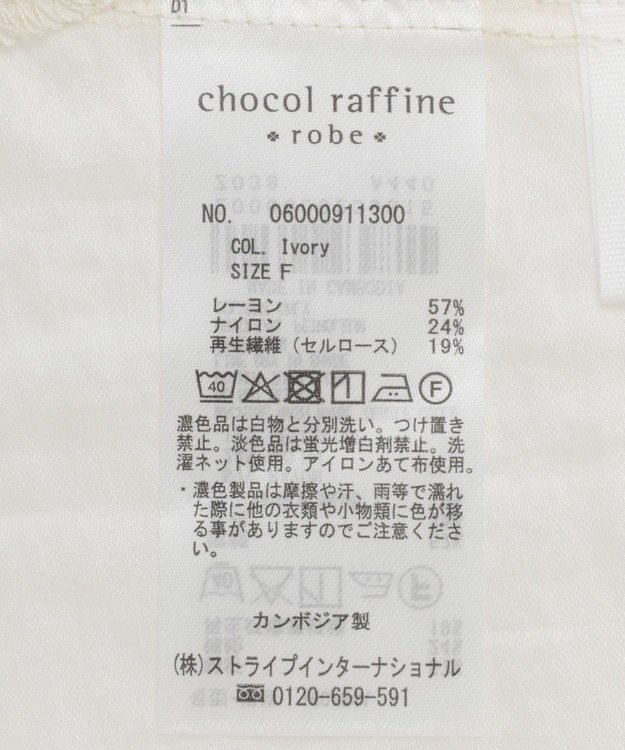 01
chocol raffine
robe
NO. 06000911300
COL. Ivory
SIZE F
レーヨン 57%
ナイロン 24%
再生繊維（セルロース） 19%
40 F
濃色品は白物と分別洗い。つけ置き
禁止。淡色品は蛍光増白剤禁止。洗
濯ネット使用。アイロンあて布使用。
・濃色製品は摩擦や汗、雨等で濡れ
た際に他の衣類や小物類に色が移
る事がありますのでご注意くださ
い。
カンボジア製
(株)ストライプインターナショナル
0120-659-591